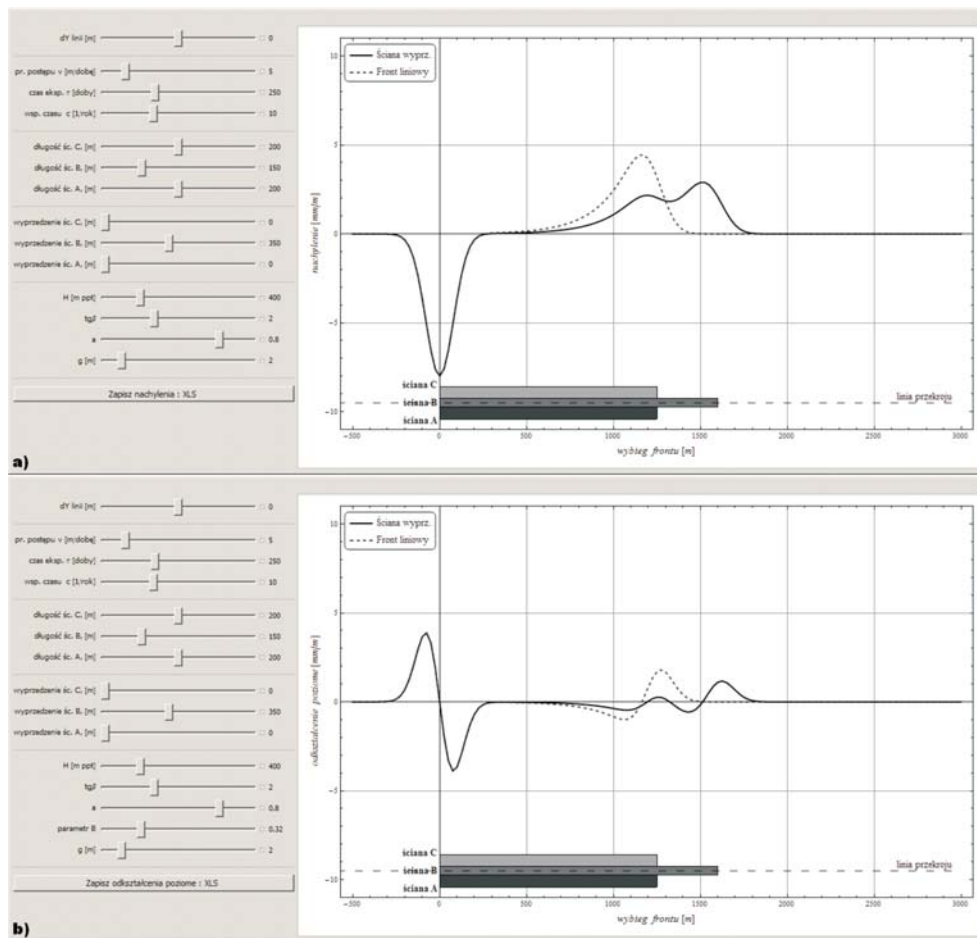 dY linii [m] 0
pr. postępu v [m/dobę] 5
czas eksp. τ [doby] 250
wsp. czasu c [1/rok] 10
długość śc. C, [m] 200
długość śc. B, [m] 150
długość śc. A, [m] 200
wyprzedzenie śc. C, [m] 0
wyprzedzenie śc. B, [m] 350
wyprzedzenie śc. A, [m] 0
H [m ppt] 400
tgβ 2
a 0.8
g [m] 2
Zapisz nachylenia : XLS
a)
Ściana wyprz.
Front liniowy
nachylenie [mm/m]
10
5
0
−5
−10
ściana C
ściana B
ściana A
linia przekroju
−500 0 500 1000 1500 2000 2500 3000
wybieg frontu [m]
dY linii [m] 0
pr. postępu v [m/dobę] 5
czas eksp. τ [doby] 250
wsp. czasu c [1/rok] 10
długość śc. C, [m] 200
długość śc. B, [m] 150
długość śc. A, [m] 200
wyprzedzenie śc. C, [m] 0
wyprzedzenie śc. B, [m] 350
wyprzedzenie śc. A, [m] 0
H [m ppt] 400
tgβ 2
a 0.8
parametr B 0.32
g [m] 2
Zapisz odkształcenia poziome : XLS
b)
Ściana wyprz.
Front liniowy
odkształcenie poziome [mm/m]
10
5
0
−5
−10
ściana C
ściana B
ściana A
linia przekroju
−500 0 500 1000 1500 2000 2500 3000
wybieg frontu [m]